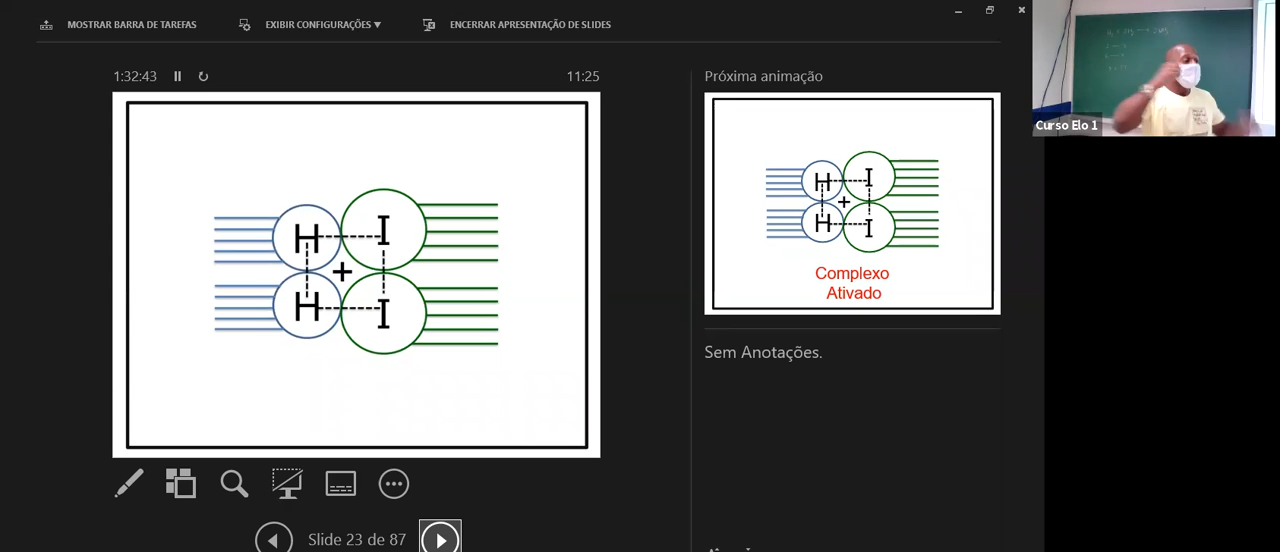 MOSTRAR BARRA DE TAREFAS
EXIBIR CONFIGURAÇÕES
ENCERRAR APRESENTAÇÃO DE SLIDES
1:32:43
11:25
H I
+
H I
Próxima animação
H I
+
H I
Complexo
Ativado
Sem Anotações.
Slide 23 de 87
Curso Elo 1